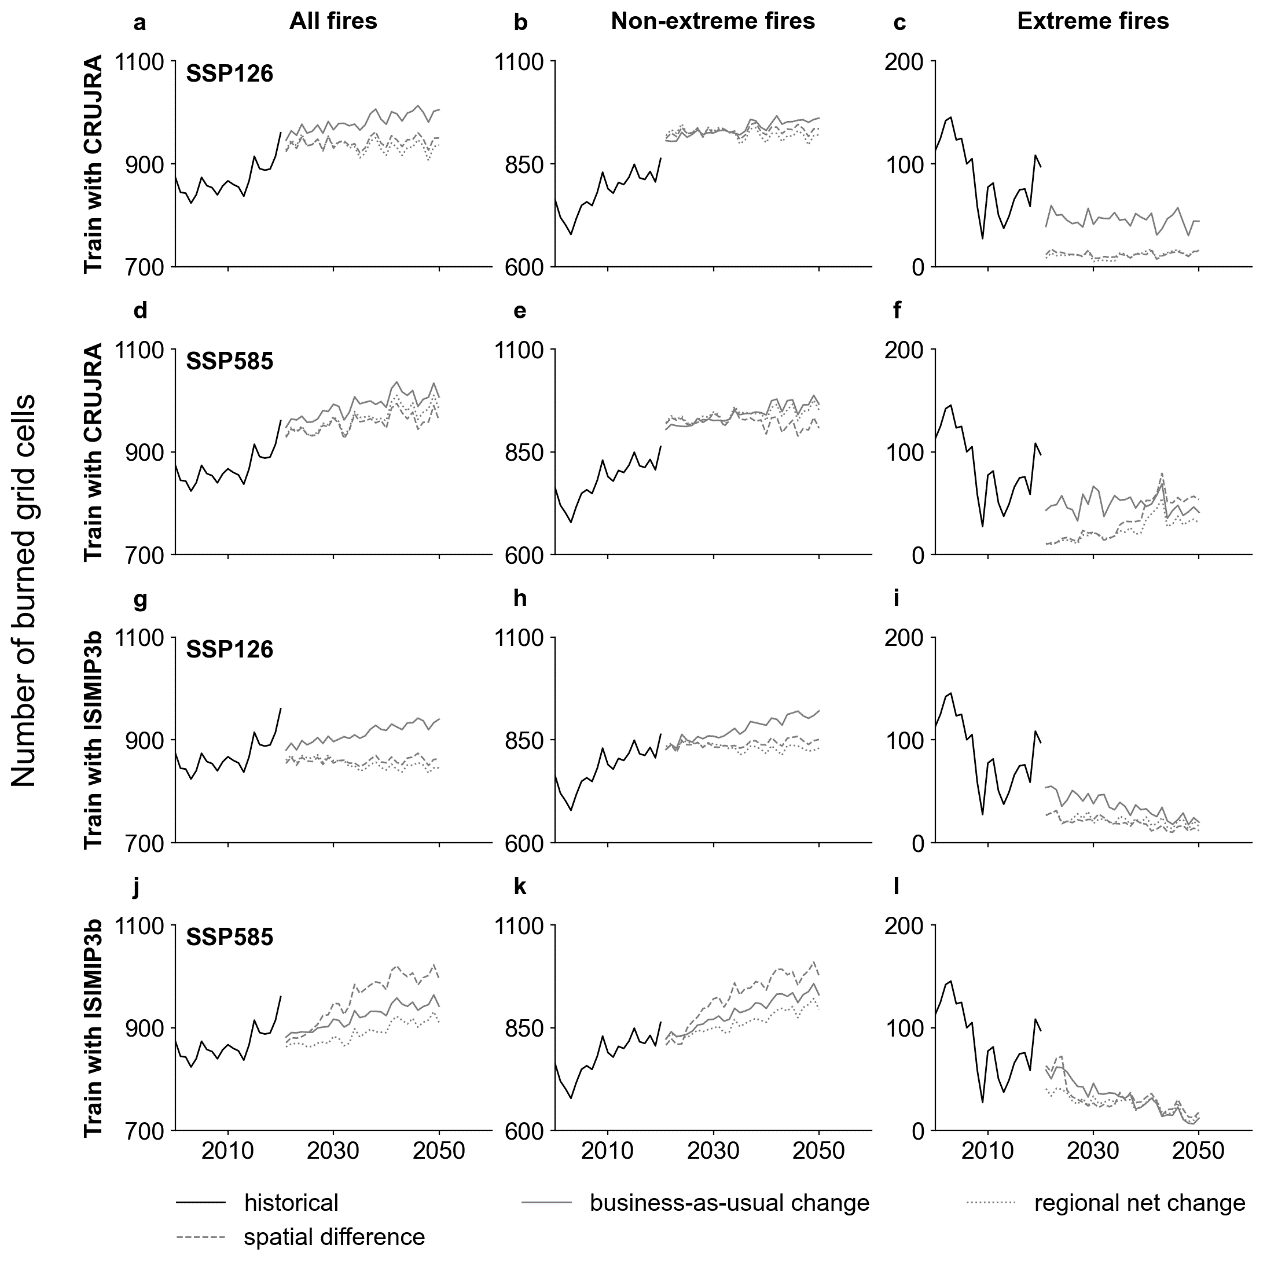 a All fires b Non-extreme fires c Extreme fires
Number of burned grid cells
Train with CRUJRA
SSP126
1100
900
700
1100
850
600
200
100
0
d e f
Train with CRUJRA
SSP585
1100
900
700
1100
850
600
200
100
0
g h i
Train with ISIMIP3b
SSP126
1100
900
700
1100
850
600
200
100
0
j k l
Train with ISIMIP3b
SSP585
1100
900
700
1100
850
600
200
100
0
2010 2030 2050 2010 2030 2050 2010 2030 2050
historical business-as-usual change regional net change
spatial difference